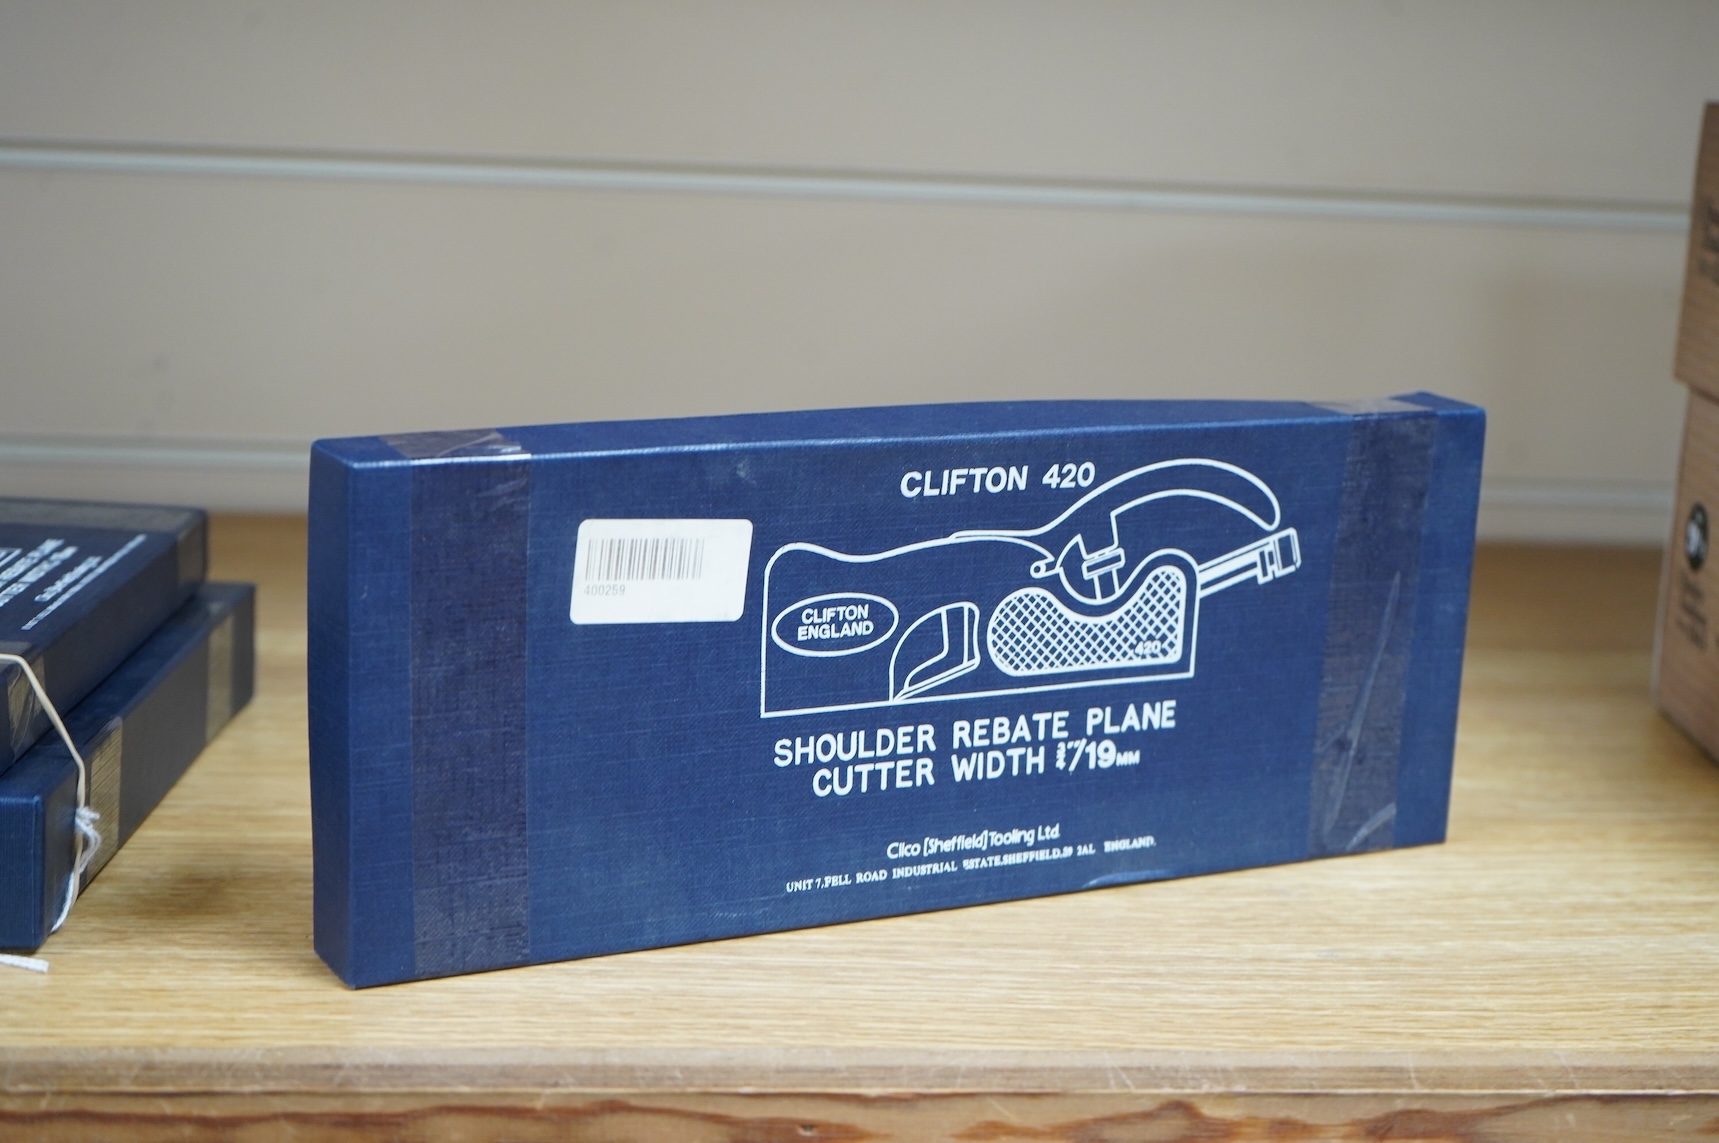 CLIFTON 420
400259
CLIFTON
ENGLAND
420
SHOULDER REBATE PLANE
CUTTER WIDTH ¾"/19MM
Clico [Sheffield] Tooling Ltd.
UNIT 7, FELL ROAD INDUSTRIAL ESTATE, SHEFFIELD, S9 2AL ENGLAND.